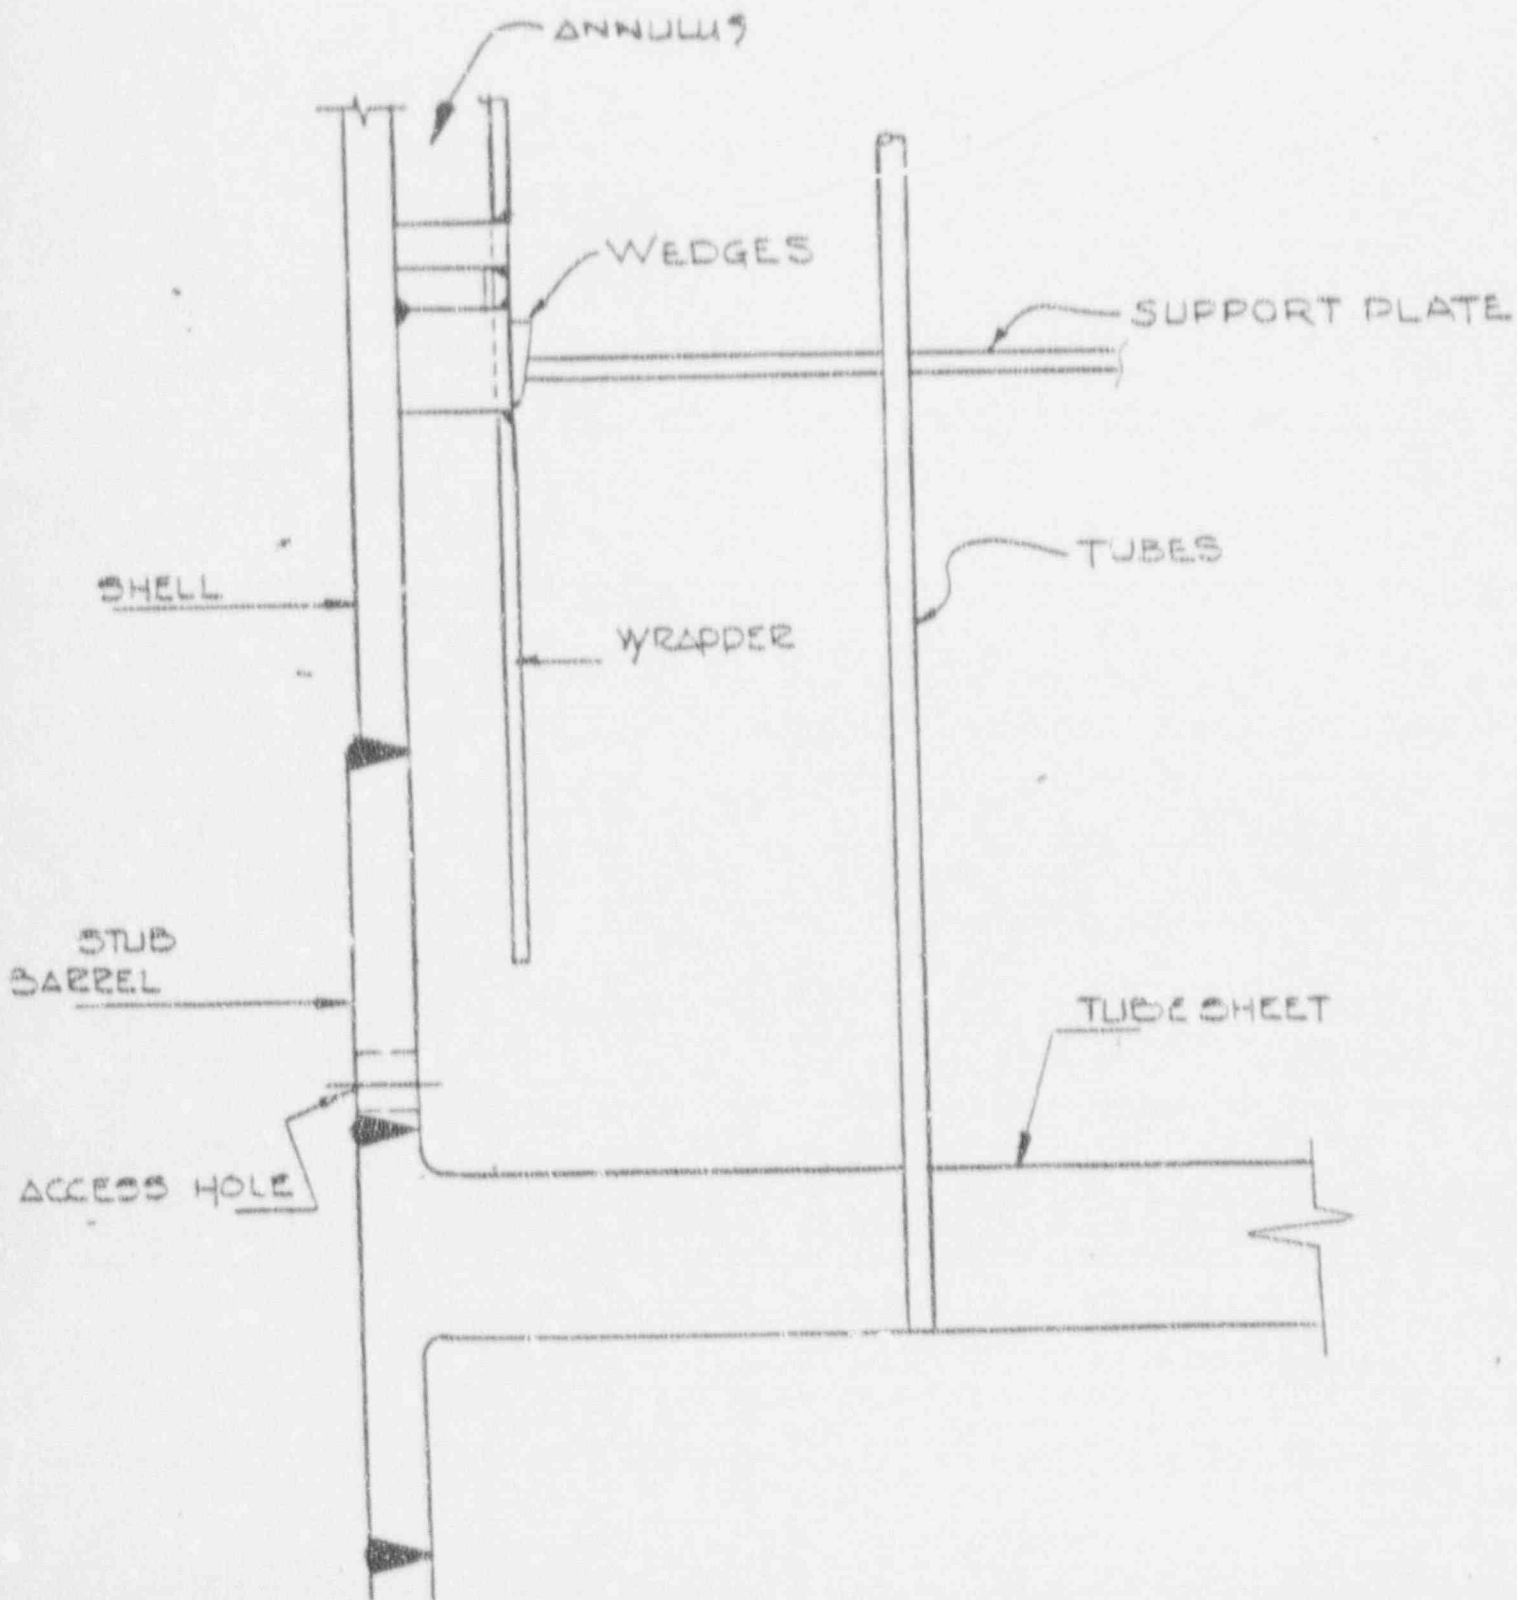 ANNULUS
WEDGES
SUPPORT PLATE
TUBES
SHELL
WRAPPER
STUB
BARREL
TUBE SHEET
ACCESS HOLE